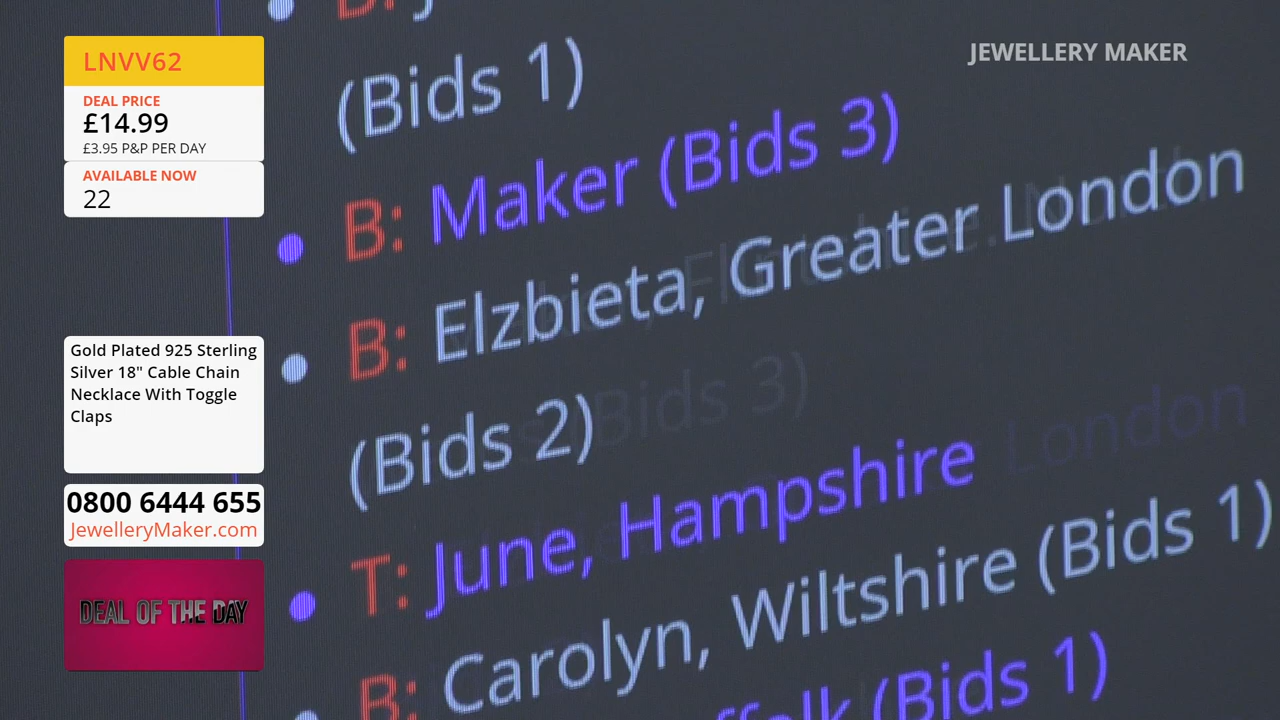 LNVV62
DEAL PRICE
£14.99
£3.95 P&P PER DAY
AVAILABLE NOW
22
Gold Plated 925 Sterling
Silver 18" Cable Chain
Necklace With Toggle
Claps
0800 6444 655
JewelleryMaker.com
DEAL OF THE DAY
JEWELLERY MAKER
(Bids 1)
B: Maker (Bids 3)
B: Elzbieta, Greater London
(Bids 2)
T: June, Hampshire
B: Carolyn, Wiltshire (Bids 1)
(Bids 1)